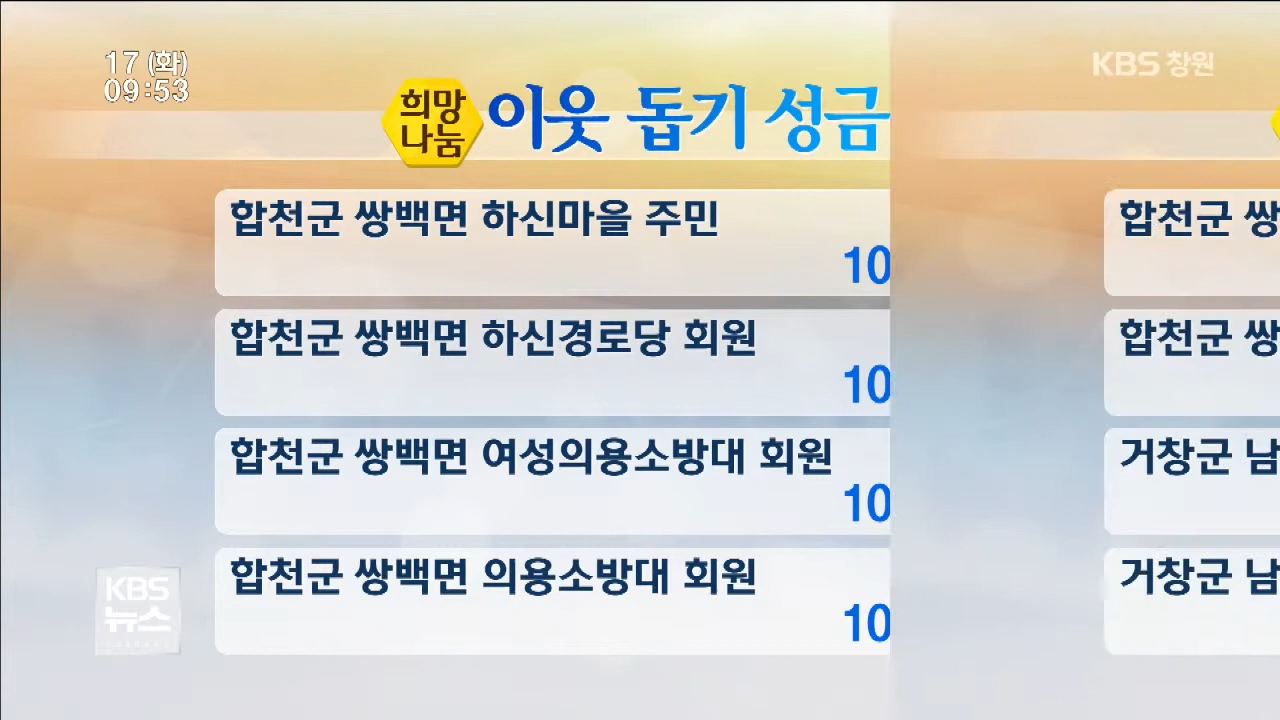 17 (화)
09:53
KBS 창원
희망
나눔
이웃 돕기 성금
합천군 쌍백면 하신마을 주민
10
합천군 쌍백면 하신경로당 회원
10
합천군 쌍백면 여성의용소방대 회원
10
합천군 쌍백면 의용소방대 회원
10
합천군 쌍
합천군 쌍
거창군 남
거창군 남
KBS
뉴스